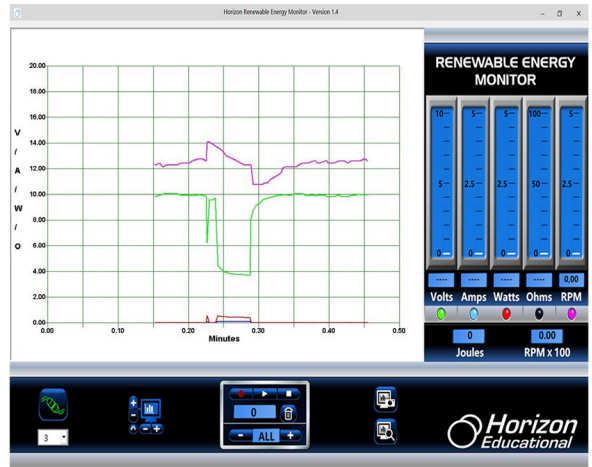 Horizon Renewable Energy Monitor - Version 1.4
20.00
18.00
16.00
14.00
12.00
10.00
8.00
6.00
4.00
2.00
0.00
V
/
A
/
W
/
O
0.00 0.10 0.20 0.30 0.40 0.50
Minutes
RENEWABLE ENERGY
MONITOR
10 5 5 100 5
5 2.5 2.5 50 2.5
0 0 0 0 0
---- ---- ---- ---- 0,00
Volts Amps Watts Ohms RPM
0 0.00
Joules RPM x 100
3
0
- ALL +
Horizon
Educational